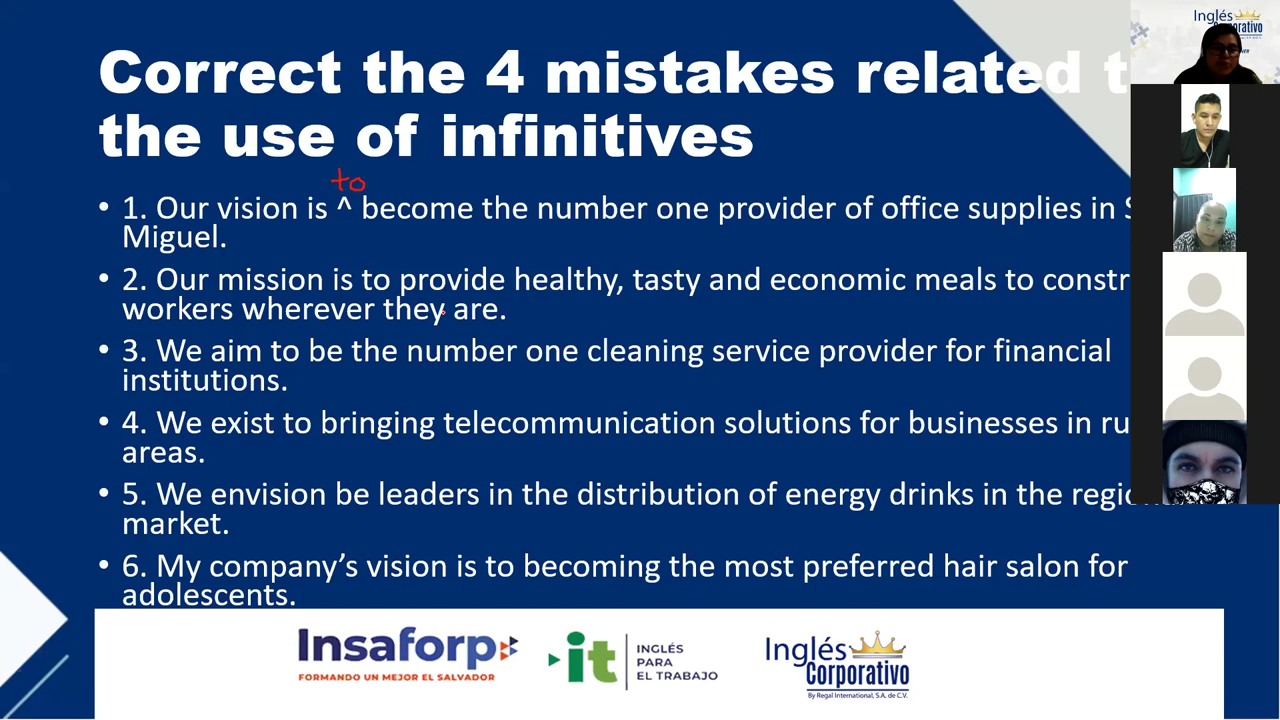 Correct the 4 mistakes related t
the use of infinitives
to
• 1. Our vision is ^ become the number one provider of office supplies in S
Miguel.
• 2. Our mission is to provide healthy, tasty and economic meals to constr
workers wherever they are.
• 3. We aim to be the number one cleaning service provider for financial
institutions.
• 4. We exist to bringing telecommunication solutions for businesses in ru
areas.
• 5. We envision be leaders in the distribution of energy drinks in the regional
market.
• 6. My company’s vision is to becoming the most preferred hair salon for
adolescents.
Insaforp
FORMANDO UN MEJOR EL SALVADOR
it
INGLÉS
PARA
EL TRABAJO
Inglés
Corporativo
By Regal International, S.A. de C.V.
Inglés
Corporativo